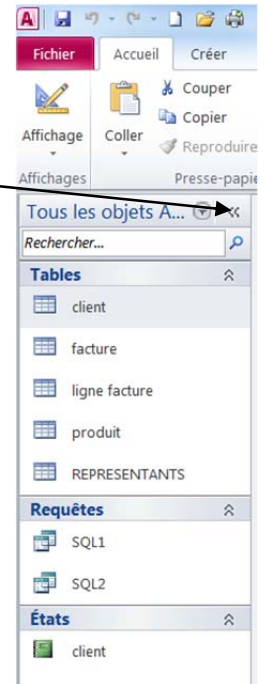 A
Fichier Accueil Créer
Affichage
Coller
Couper
Copier
Reproduire
Affichages Presse-papie
Tous les objets A...
Rechercher...
Tables
client
facture
ligne facture
produit
REPRESENTANTS
Requêtes
SQL1
SQL2
États
client